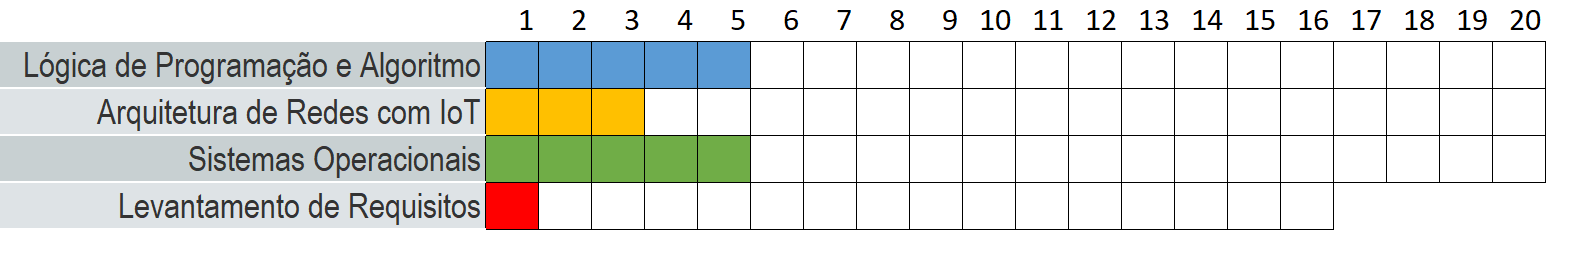 1 2 3 4 5 6 7 8 9 10 11 12 13 14 15 16 17 18 19 20
Lógica de Programação e Algoritmo
Arquitetura de Redes com IoT
Sistemas Operacionais
Levantamento de Requisitos